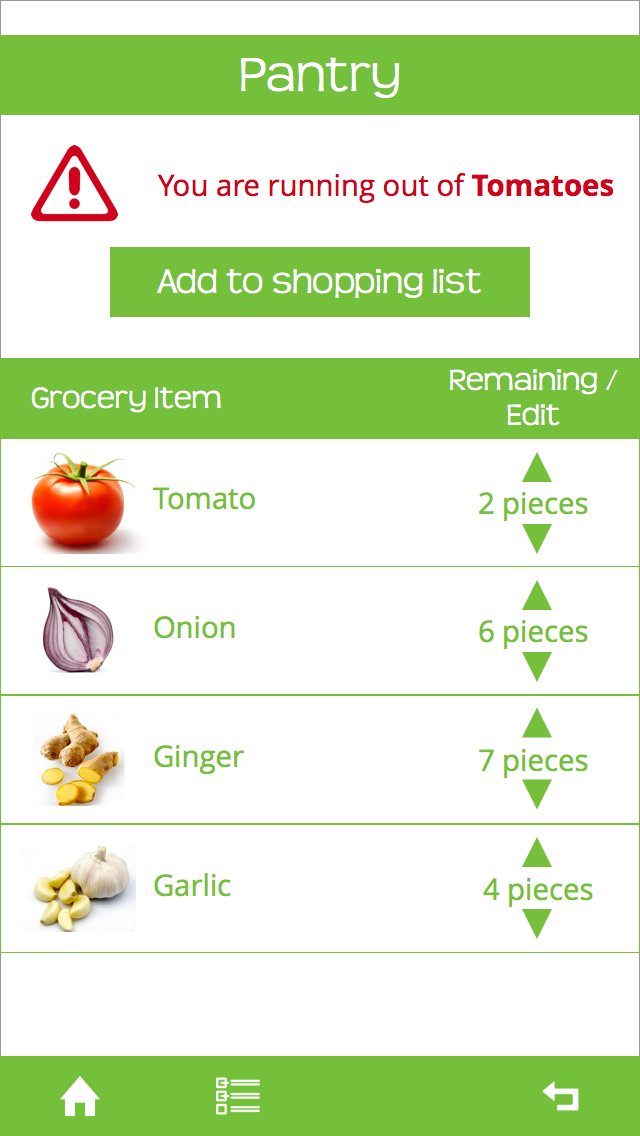 Pantry
You are running out of Tomatoes
Add to shopping list
Grocery Item
Remaining /
Edit
Tomato
2 pieces
Onion
6 pieces
Ginger
7 pieces
Garlic
4 pieces